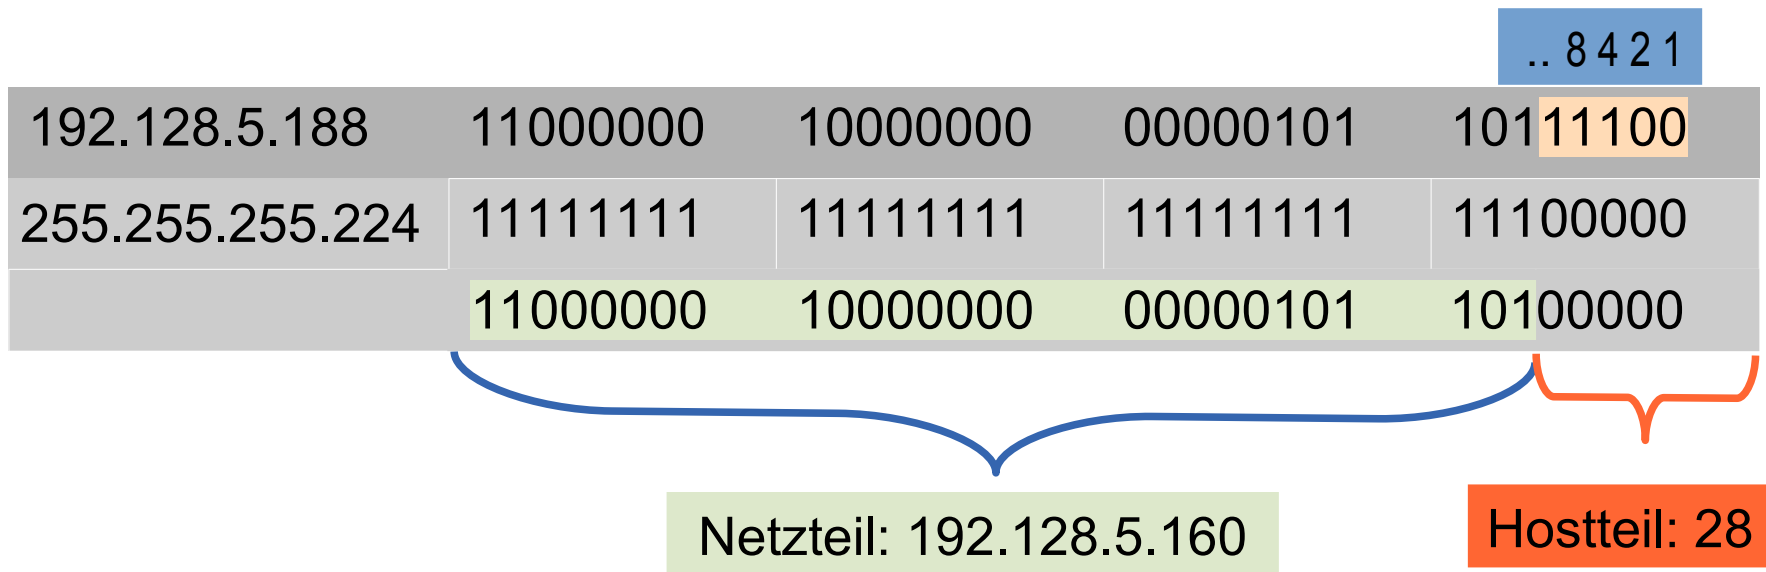 .. 8 4 2 1
192.128.5.188 11000000 10000000 00000101 10111100
255.255.255.224 11111111 11111111 11111111 11100000
11000000 10000000 00000101 10100000
Netzteil: 192.128.5.160 Hostteil: 28